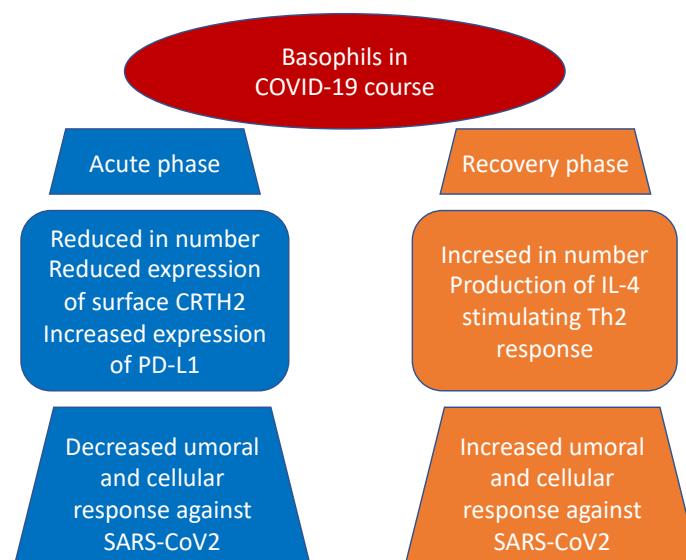 Basophils in
COVID-19 course
Acute phase
Reduced in number
Reduced expression
of surface CRTH2
Increased expression
of PD-L1
Decreased umoral
and cellular
response against
SARS-CoV2
Recovery phase
Incresed in number
Production of IL-4
stimulating Th2
response
Increased umoral
and cellular
response against
SARS-CoV2